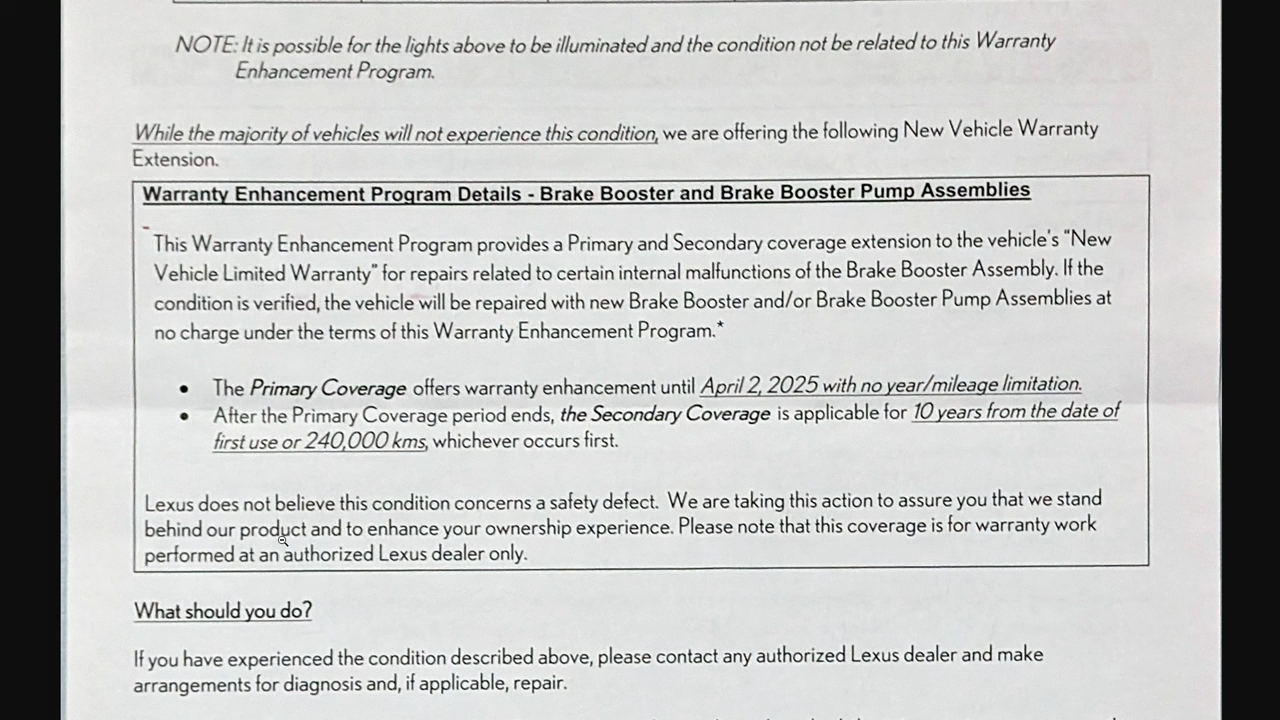 NOTE: It is possible for the lights above to be illuminated and the condition not be related to this Warranty
Enhancement Program.
While the majority of vehicles will not experience this condition, we are offering the following New Vehicle Warranty
Extension.
Warranty Enhancement Program Details - Brake Booster and Brake Booster Pump Assemblies
This Warranty Enhancement Program provides a Primary and Secondary coverage extension to the vehicle's "New
Vehicle Limited Warranty" for repairs related to certain internal malfunctions of the Brake Booster Assembly. If the
condition is verified, the vehicle will be repaired with new Brake Booster and/or Brake Booster Pump Assemblies at
no charge under the terms of this Warranty Enhancement Program.*
• The Primary Coverage offers warranty enhancement until April 2, 2025 with no year/mileage limitation.
• After the Primary Coverage period ends, the Secondary Coverage is applicable for 10 years from the date of
first use or 240,000 kms, whichever occurs first.
Lexus does not believe this condition concerns a safety defect. We are taking this action to assure you that we stand
behind our product and to enhance your ownership experience. Please note that this coverage is for warranty work
performed at an authorized Lexus dealer only.
What should you do?
If you have experienced the condition described above, please contact any authorized Lexus dealer and make
arrangements for diagnosis and, if applicable, repair.